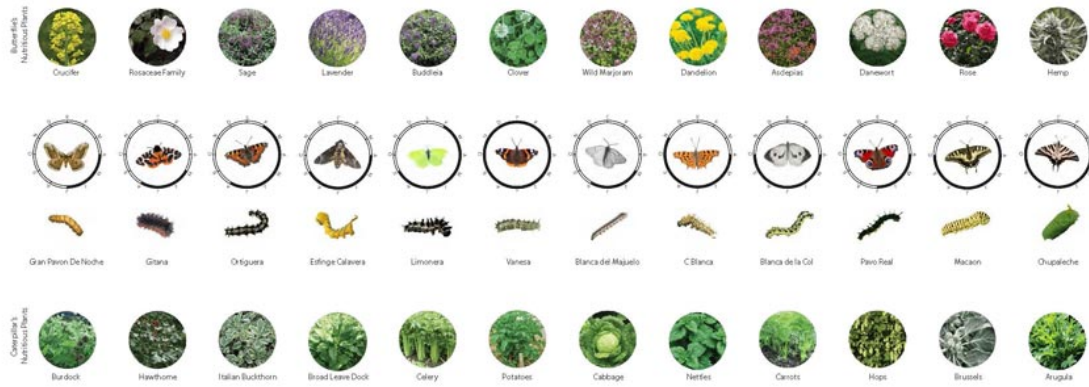 Butterflie's
Nutritious Plants
Crucifer
Rosaceae Family
Sage
Lavender
Buddleia
Clover
Wild Marjoram
Dandelion
Asclepias
Danewort
Rose
Hemp
Gran Pavon De Noche
Gitana
Ortiguera
Esfinge Calavera
Limonera
Vanesa
Blanca del Majuelo
C Blanca
Blanca de la Col
Pavo Real
Macaon
Chupaleche
Caterpillar's
Nutritious Plants
Burdock
Hawthorne
Italian Buckthorn
Broad Leave Dock
Celery
Potatoes
Cabbage
Nettles
Carrots
Hops
Brussels
Arugula